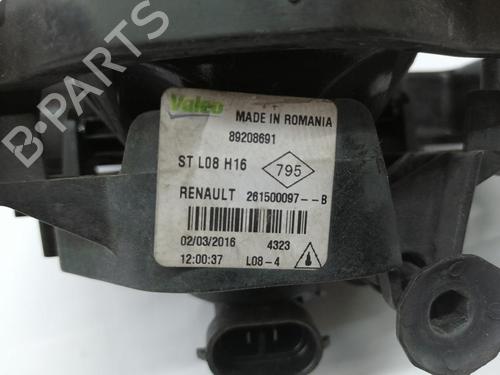 Valeo
MADE IN ROMANIA
89208691
ST L08 H16
795
RENAULT 261500097--B
02/03/2016 4323
12:00:37 L08-4
B-PARTS